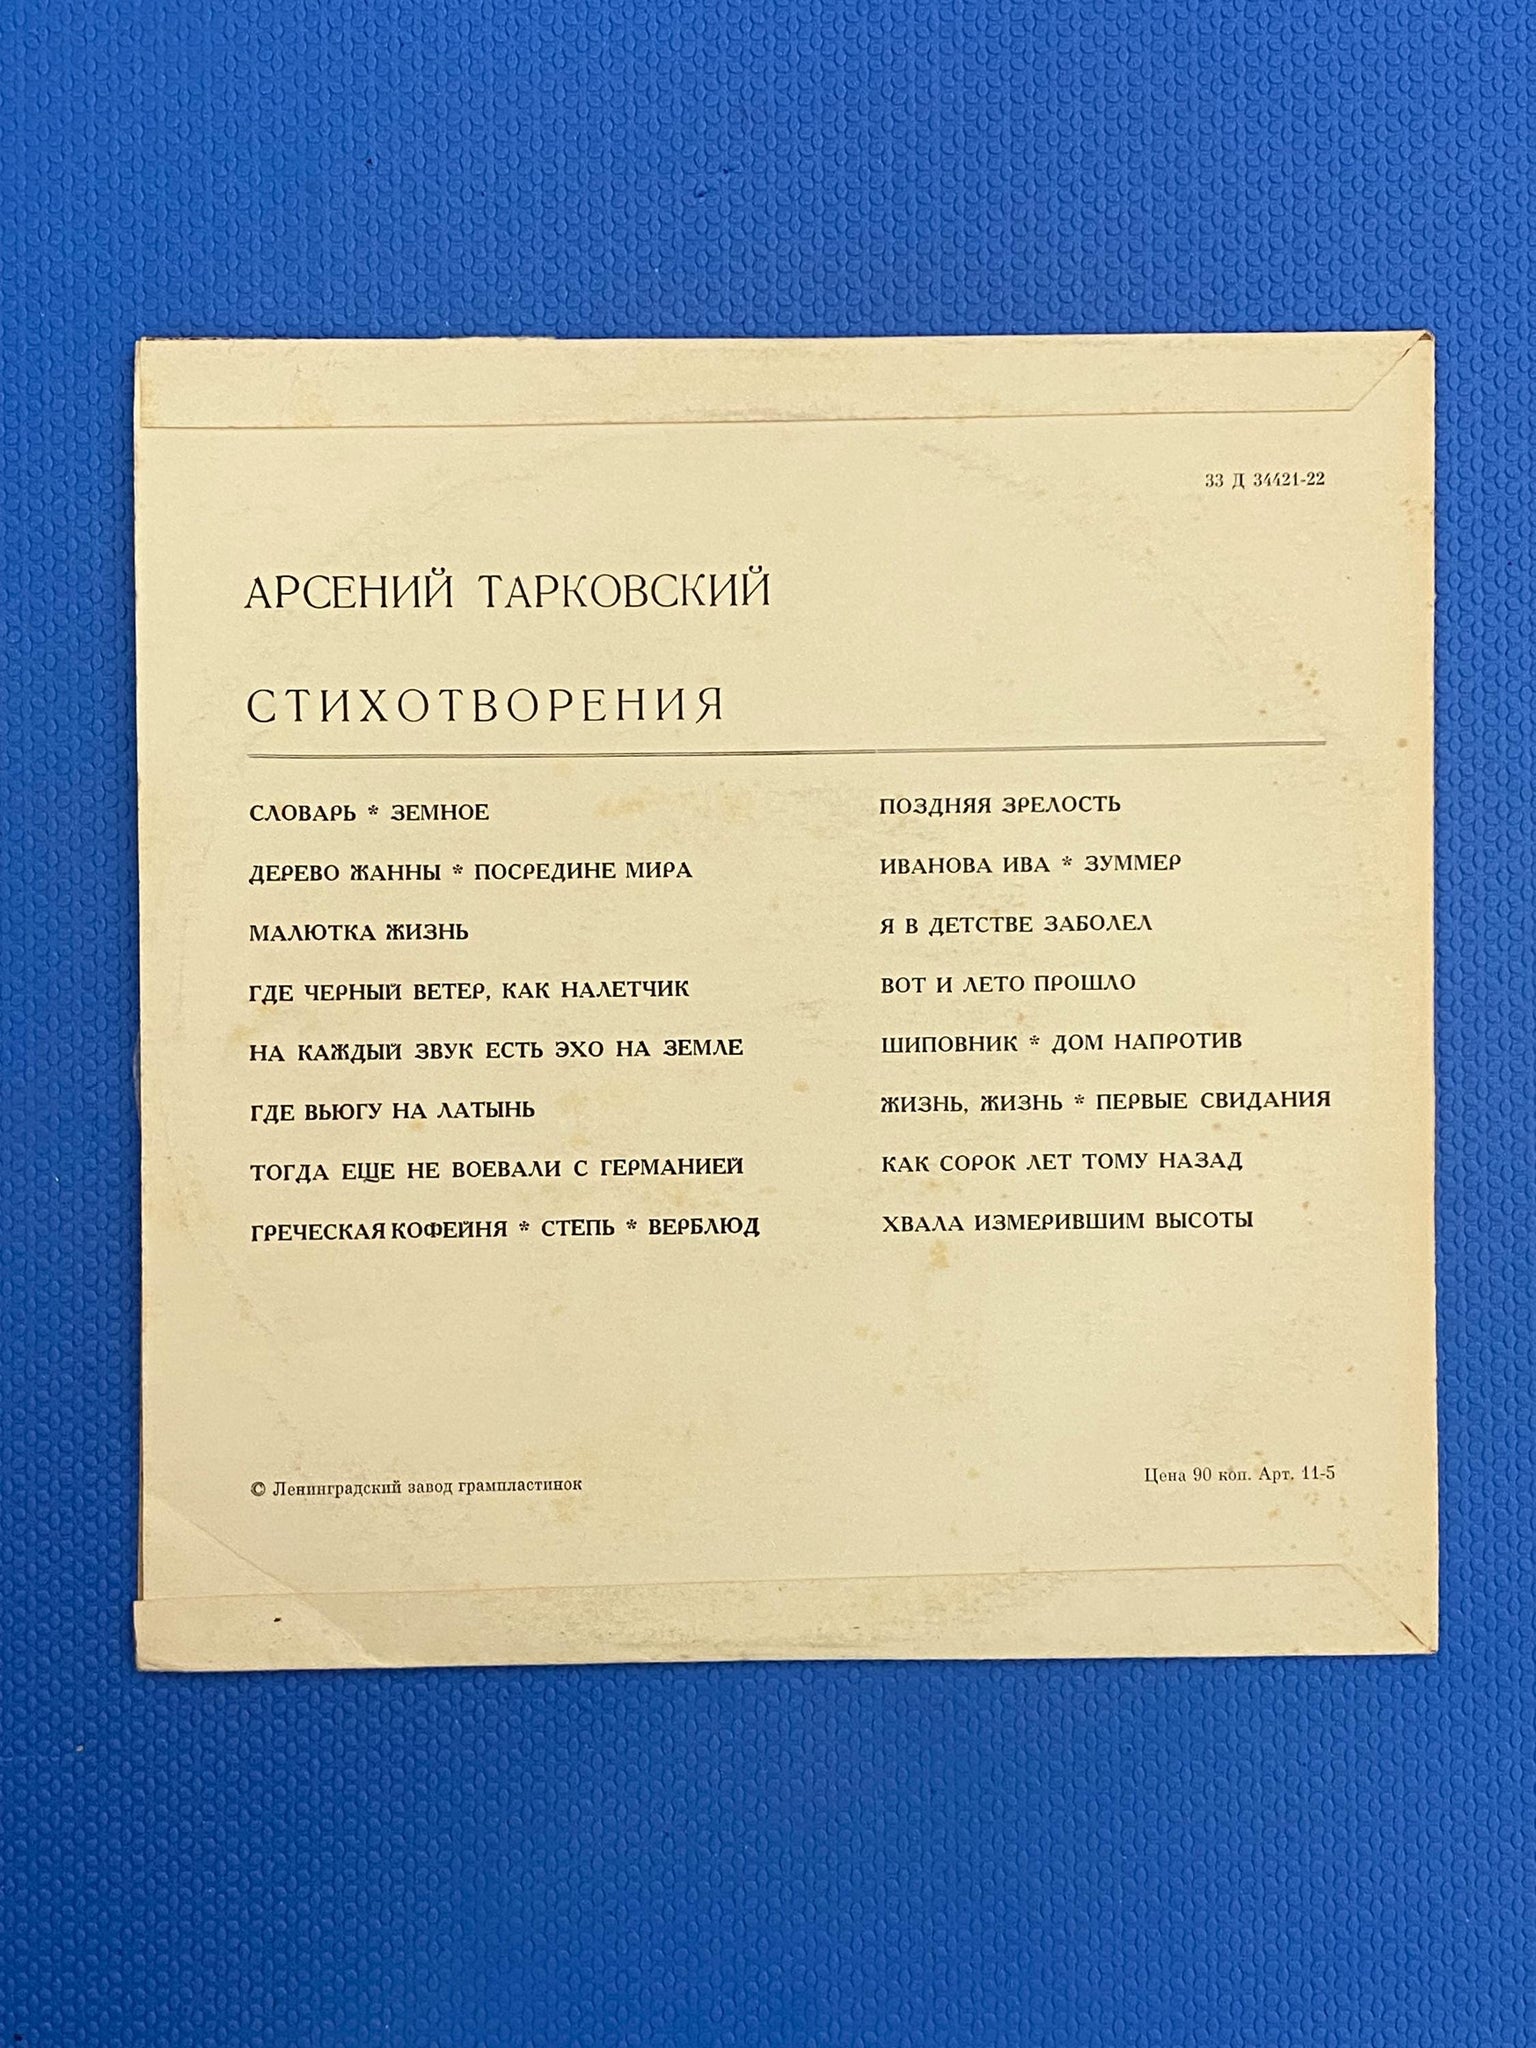 33 Д 34421-22
АРСЕНИЙ ТАРКОВСКИЙ
СТИХОТВОРЕНИЯ
СЛОВАРЬ * ЗЕМНОЕ
ДЕРЕВО ЖАННЫ * ПОСРЕДИНЕ МИРА
МАЛЮТКА ЖИЗНЬ
ГДЕ ЧЕРНЫЙ ВЕТЕР, КАК НАЛЕТЧИК
НА КАЖДЫЙ ЗВУК ЕСТЬ ЭХО НА ЗЕМЛЕ
ГДЕ ВЬЮГУ НА ЛАТЫНЬ
ТОГДА ЕЩЕ НЕ ВОЕВАЛИ С ГЕРМАНИЕЙ
ГРЕЧЕСКАЯ КОФЕЙНЯ * СТЕПЬ * ВЕРБЛЮД
ПОЗДНЯЯ ЗРЕЛОСТЬ
ИВАНОВА ИВА * ЗУММЕР
Я В ДЕТСТВЕ ЗАБОЛЕЛ
ВОТ И ЛЕТО ПРОШЛО
ШИПОВНИК * ДОМ НАПРОТИВ
ЖИЗНЬ, ЖИЗНЬ * ПЕРВЫЕ СВИДАНИЯ
КАК СОРОК ЛЕТ ТОМУ НАЗАД
ХВАЛА ИЗМЕРИВШИМ ВЫСОТЫ
© Ленинградский завод грампластинок
Цена 90 коп. Арт. 11-5